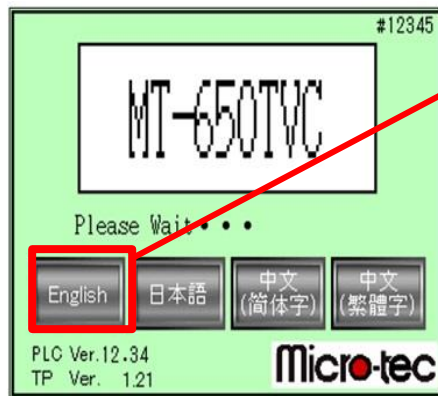 #12345
MT-650TVC
Please Wait・・・
English 日本語 中文 (简体字) 中文 (繁體字)
PLC Ver.12.34
TP Ver. 1.21
Micro-tec